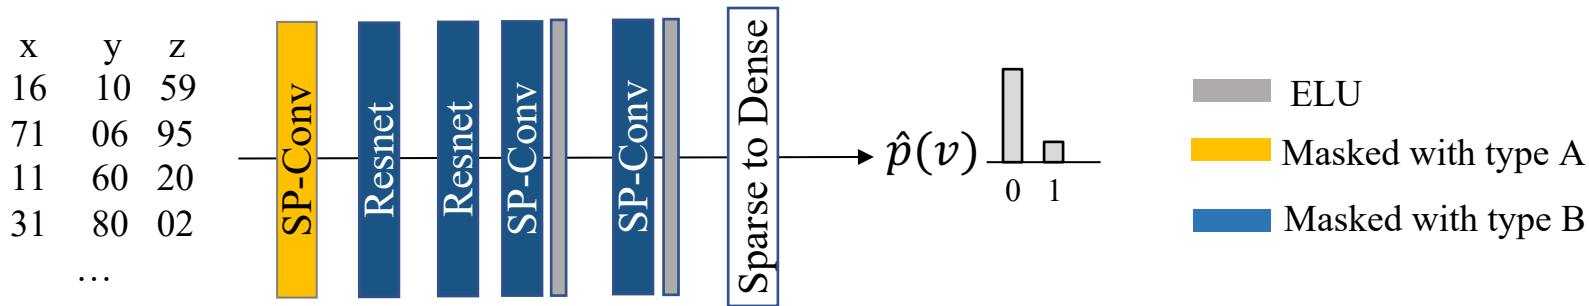 x y z
16 10 59
71 06 95
11 60 20
31 80 02
...
SP-Conv
Resnet
Resnet
SP-Conv
SP-Conv
Sparse to Dense
p̂(v)
0 1
ELU
Masked with type A
Masked with type B